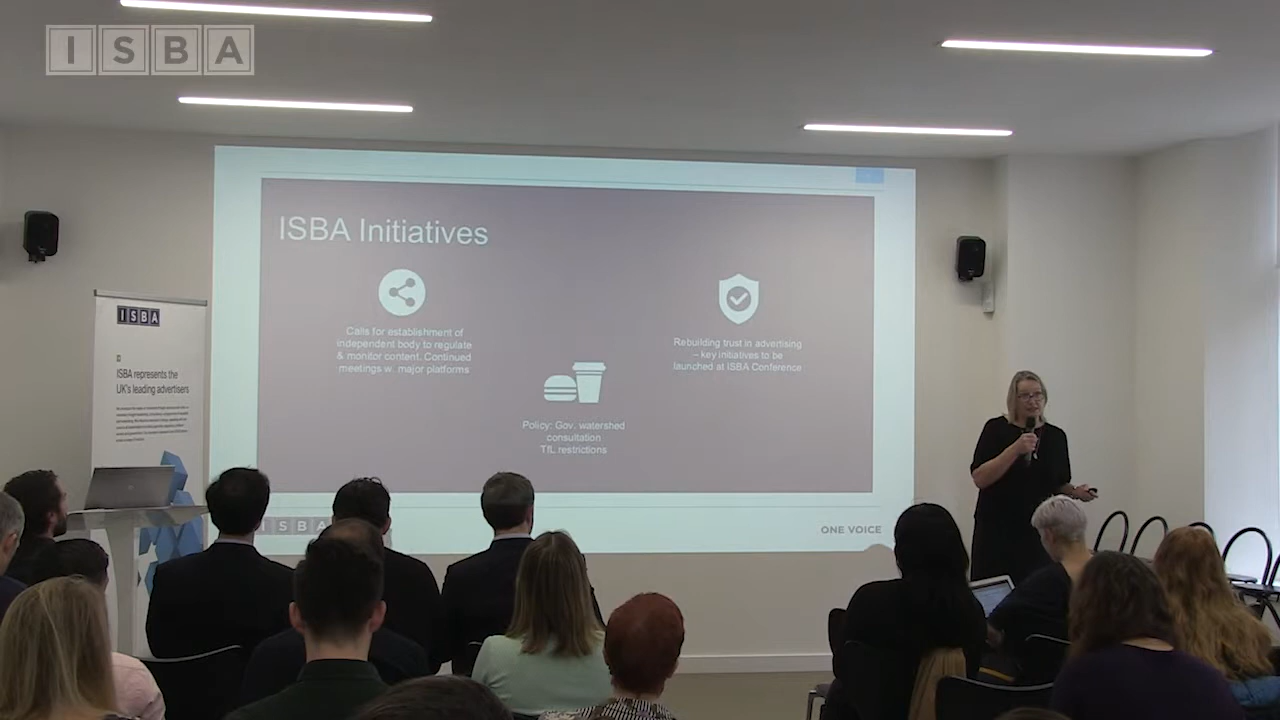 ISBA
ISBA Initiatives
Calls for establishment of
independent body to regulate
& monitor content. Continued
meetings w. major platforms
Rebuilding trust in advertising
– key initiatives to be
launched at ISBA Conference
Policy: Gov. watershed
consultation
TfL restrictions
ISBA
ONE VOICE
ISBA
ISBA represents the
UK's leading advertisers